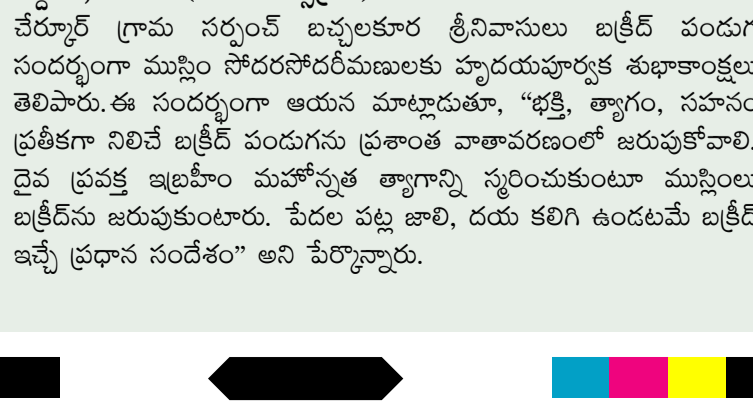 చేర్కూర్ గ్రామ సర్పంచ్ బచ్చలకూర శ్రీనివాసులు బక్రీద్ పండుగ
సందర్భంగా ముస్లిం సోదరసోదరీమణులకు హృదయపూర్వక శుభాకాంక్షలు
తెలిపారు.ఈ సందర్భంగా ఆయన మాట్లాడుతూ, “భక్తి, త్యాగం, సహనం
ప్రతీకగా నిలిచే బక్రీద్ పండుగను ప్రశాంత వాతావరణంలో జరుపుకోవాలి.
దైవ ప్రవక్త ఇబ్రహీం మహోన్నత త్యాగాన్ని స్మరించుకుంటూ ముస్లింలు
బక్రీద్‌ను జరుపుకుంటారు. పేదల పట్ల జాలి, దయ కలిగి ఉండటమే బక్రీద్
ఇచ్చే ప్రధాన సందేశం” అని పేర్కొన్నారు.